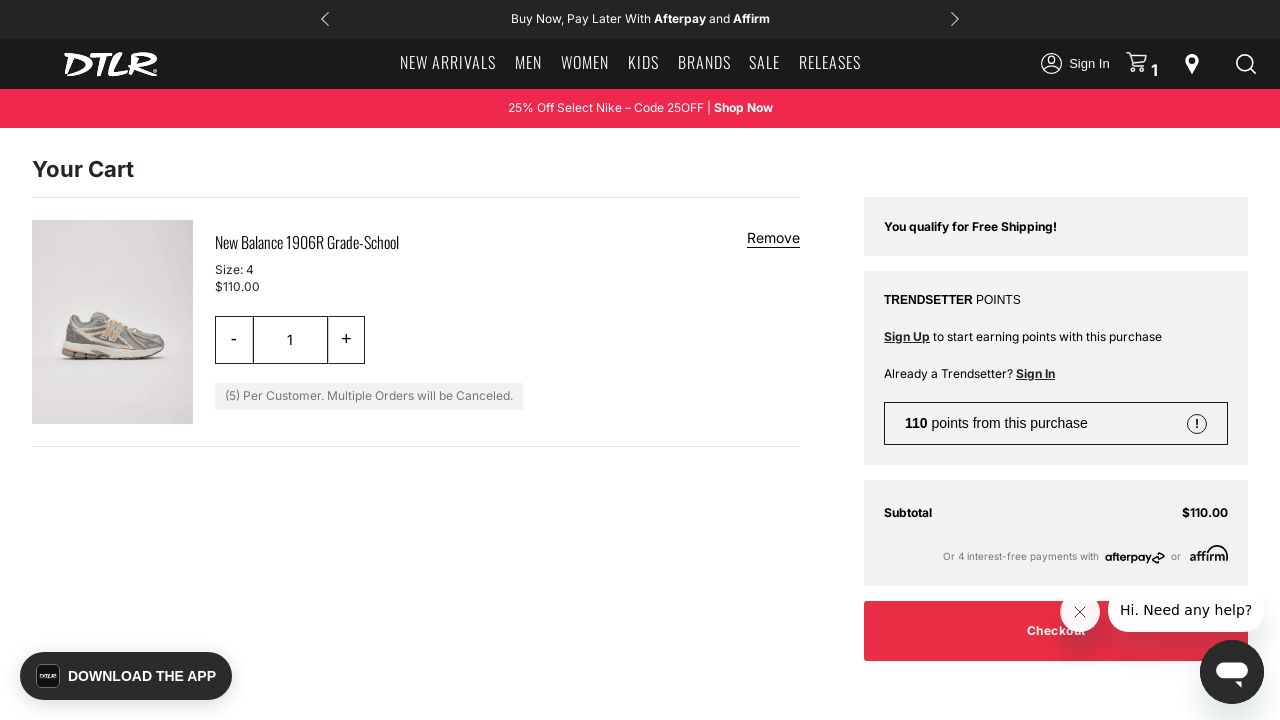 Buy Now, Pay Later With Afterpay and Affirm
DTLR
NEW ARRIVALS MEN WOMEN KIDS BRANDS SALE RELEASES
Sign In
1
25% Off Select Nike – Code 25OFF | Shop Now
Your Cart
New Balance 1906R Grade-School
Remove
Size: 4
$110.00
- 1 +
(5) Per Customer. Multiple Orders will be Canceled.
You qualify for Free Shipping!
TRENDSETTER POINTS
Sign Up to start earning points with this purchase
Already a Trendsetter? Sign In
110 points from this purchase
!
Subtotal $110.00
Or 4 interest-free payments with afterpay or affirm
Checkout
Hi. Need any help?
DTLR DOWNLOAD THE APP